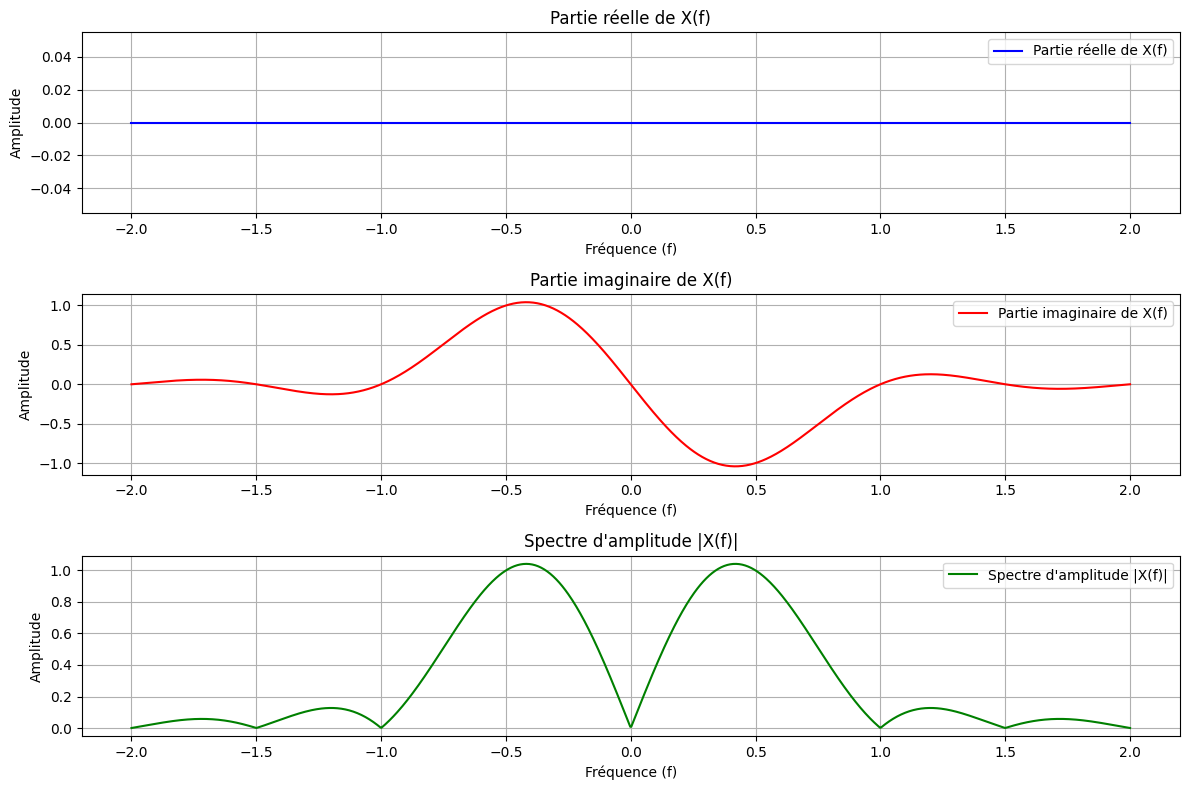 Partie réelle de X(f)
Partie réelle de X(f)
0.04
0.02
0.00
−0.02
−0.04
Amplitude
−2.0 −1.5 −1.0 −0.5 0.0 0.5 1.0 1.5 2.0
Fréquence (f)
Partie imaginaire de X(f)
Partie imaginaire de X(f)
1.0
0.5
0.0
−0.5
−1.0
Amplitude
−2.0 −1.5 −1.0 −0.5 0.0 0.5 1.0 1.5 2.0
Fréquence (f)
Spectre d'amplitude |X(f)|
Spectre d'amplitude |X(f)|
1.0
0.8
0.6
0.4
0.2
0.0
Amplitude
−2.0 −1.5 −1.0 −0.5 0.0 0.5 1.0 1.5 2.0
Fréquence (f)